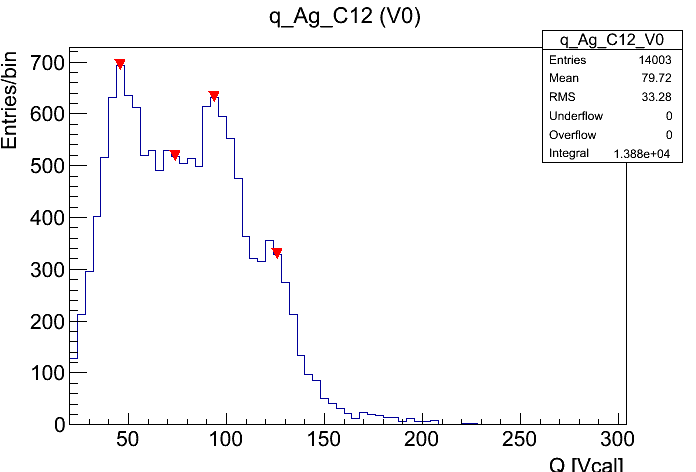 q_Ag_C12 (V0)
q_Ag_C12_V0
Entries 14003
Mean 79.72
RMS 33.28
Underflow 0
Overflow 0
Integral 1.388e+04
Entries/bin
700
600
500
400
300
200
100
0
50 100 150 200 250 300
Q [Vcal]